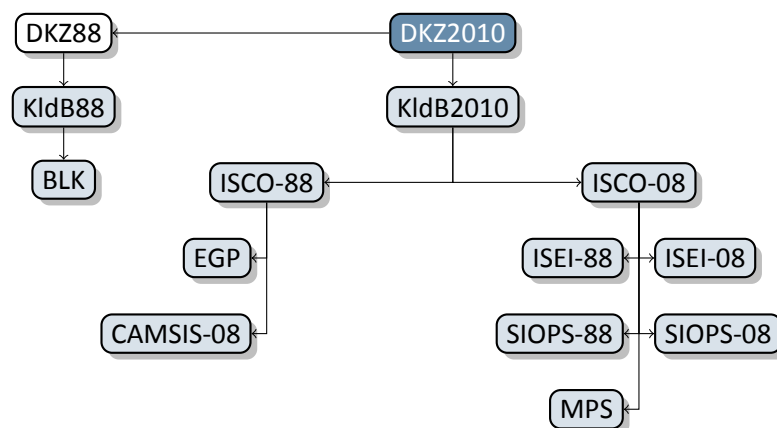 DKZ88 DKZ2010
KldB88 KldB2010
BLK ISCO-88 ISCO-08
EGP ISEI-88 ISEI-08
CAMSIS-08 SIOPS-88 SIOPS-08
MPS